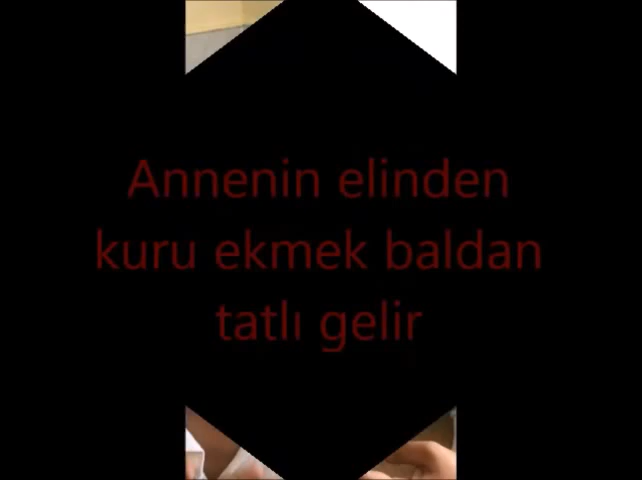 Annenin elinden
kuru ekmek baldan
tatlı gelir